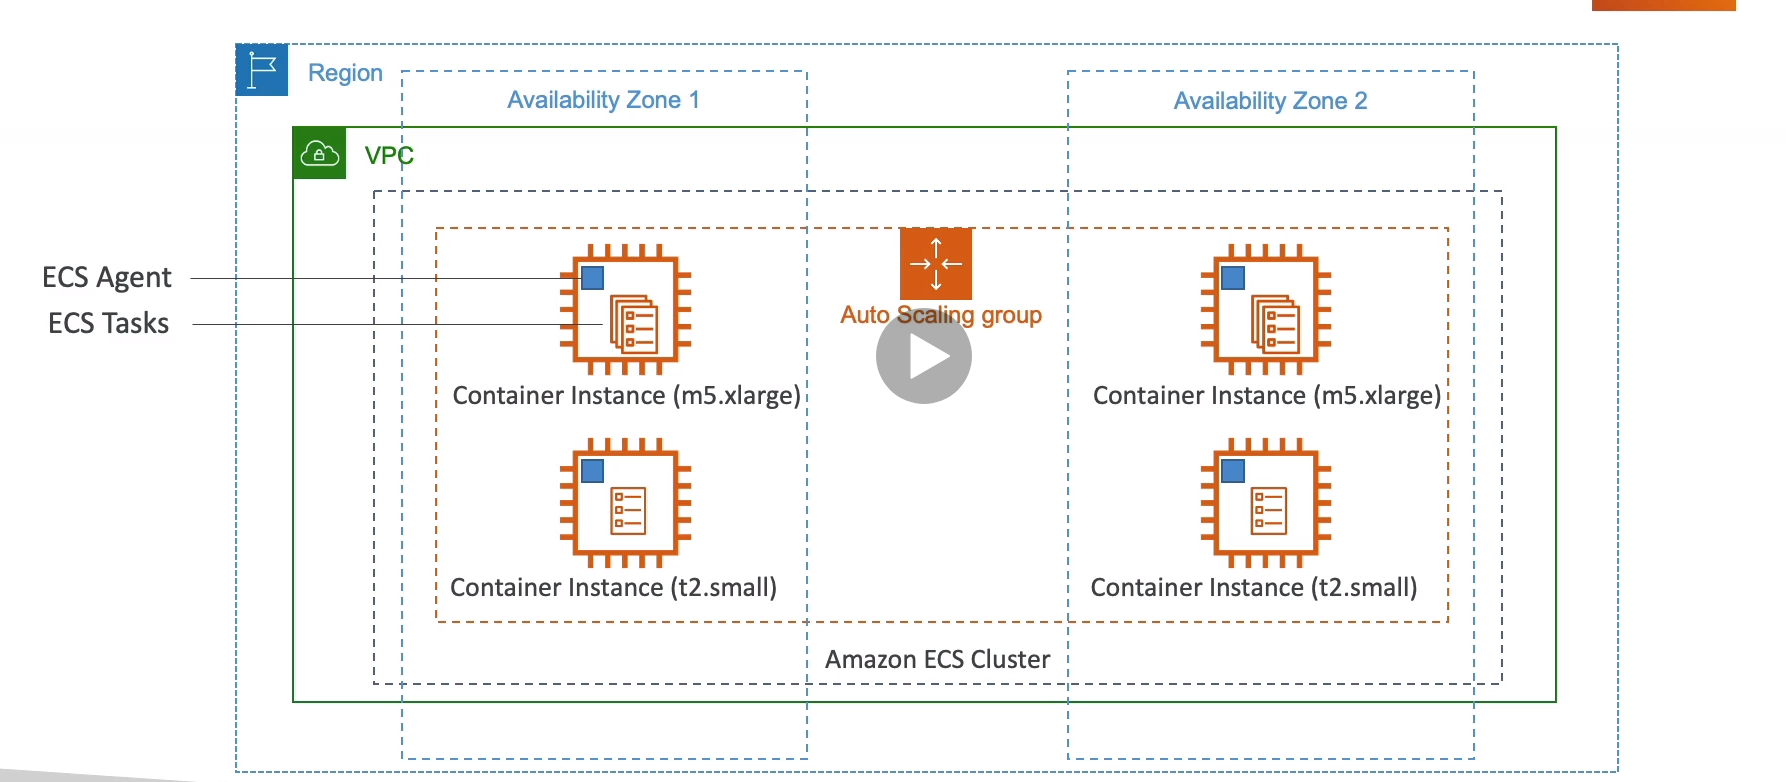 Region
Availability Zone 1
Availability Zone 2
VPC
ECS Agent
ECS Tasks
Auto Scaling group
Container Instance (m5.xlarge)
Container Instance (m5.xlarge)
Container Instance (t2.small)
Container Instance (t2.small)
Amazon ECS Cluster